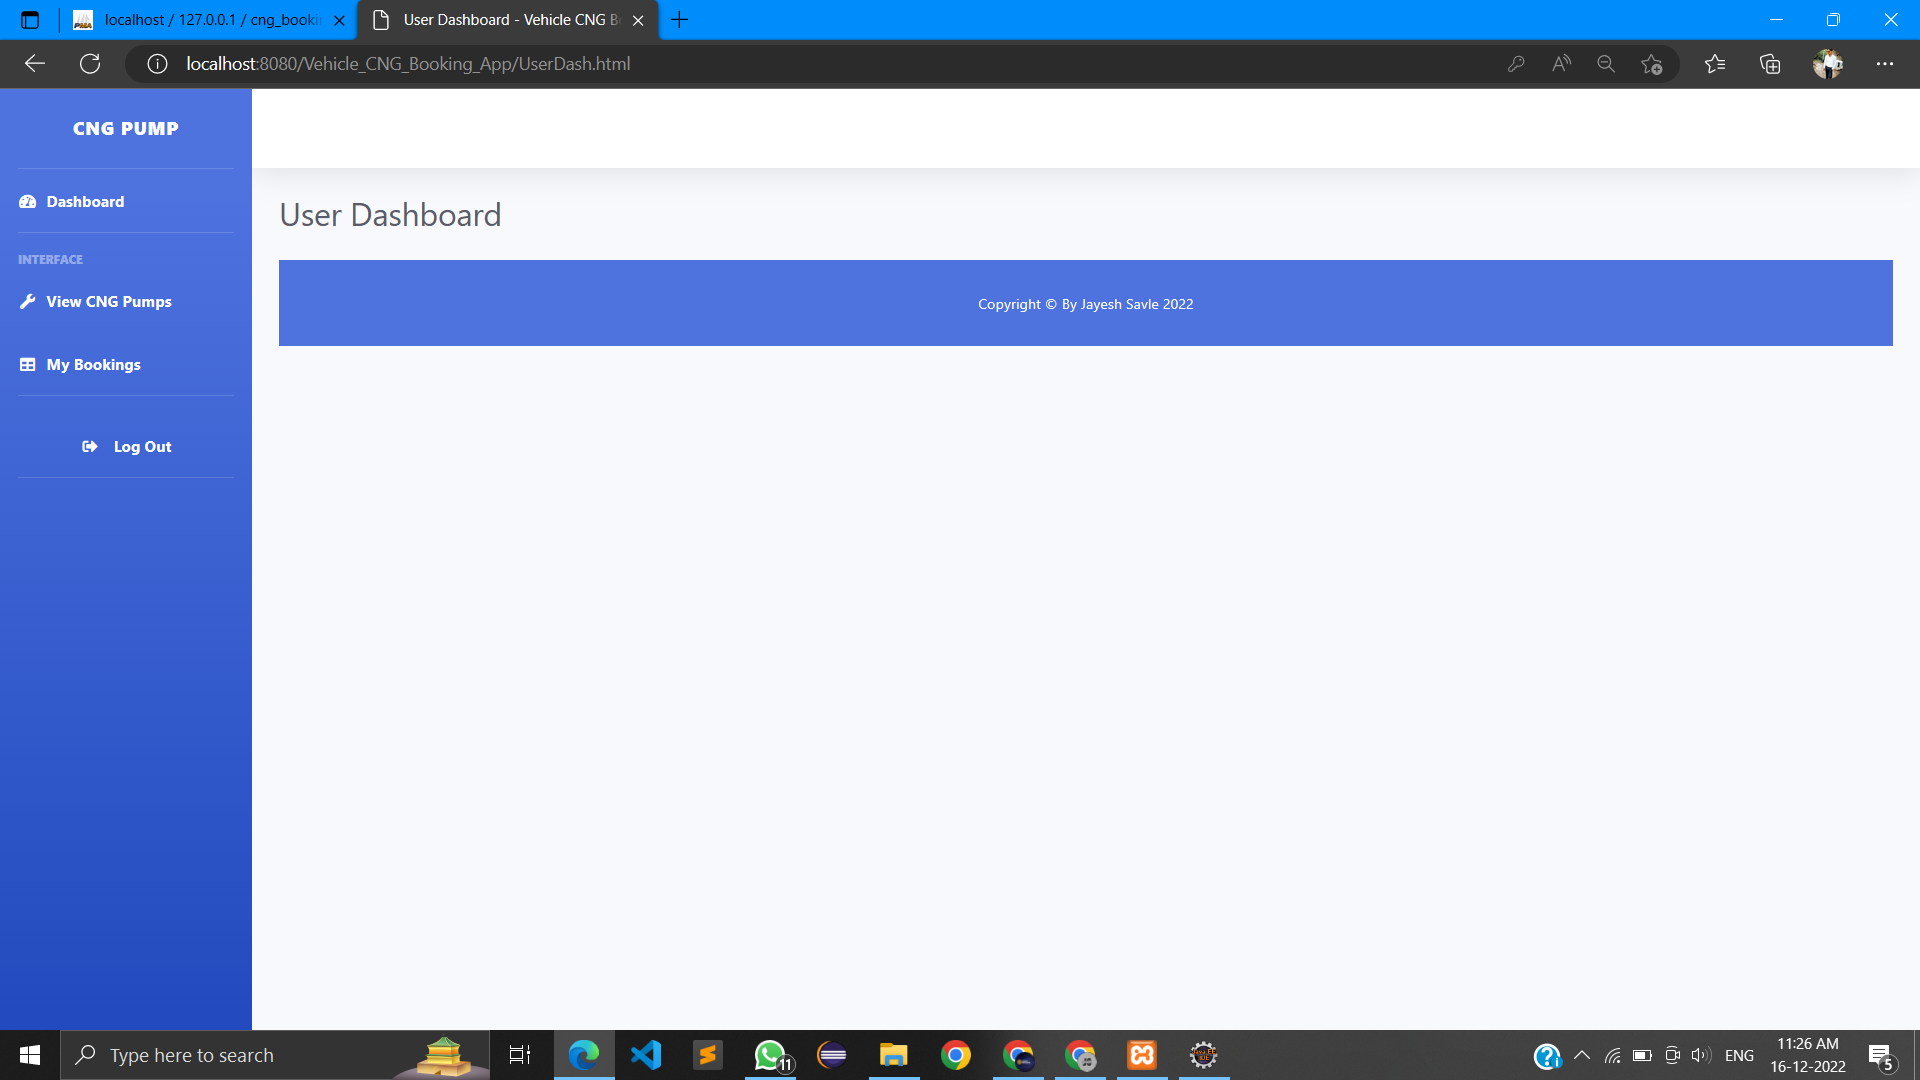 localhost / 127.0.0.1 / cng_bookin
User Dashboard - Vehicle CNG B
localhost:8080/Vehicle_CNG_Booking_App/UserDash.html
CNG PUMP
Dashboard
INTERFACE
View CNG Pumps
My Bookings
Log Out
User Dashboard
Copyright © By Jayesh Savle 2022
Type here to search
11
ENG
11:26 AM
16-12-2022
5